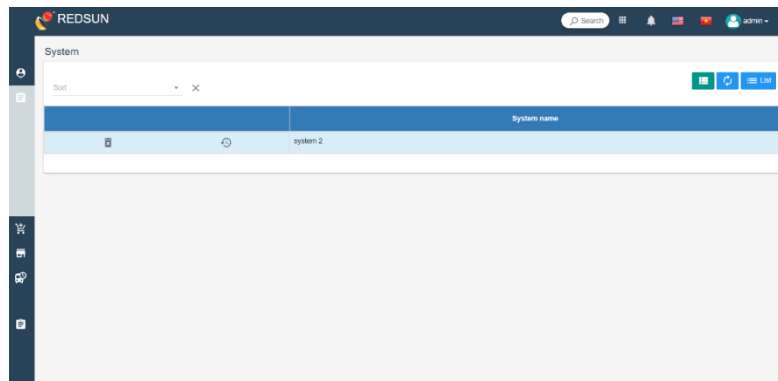 REDSUN
Search
admin
System
Sort
List
System name
system 2